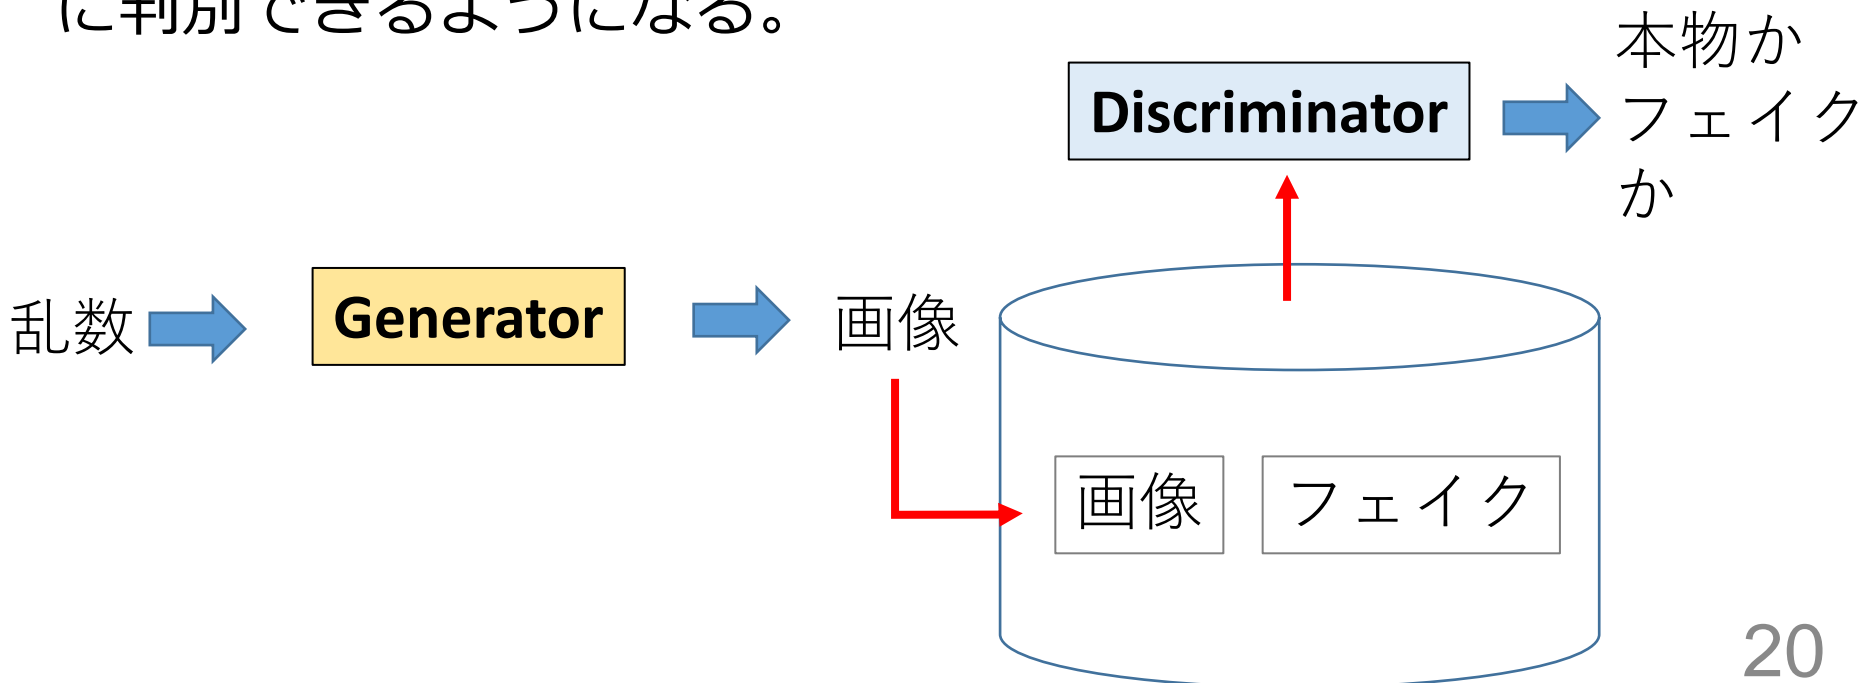 に判別できるようになる。
本物か
フェイク
か
Discriminator
乱数
Generator
画像
画像
フェイク
20